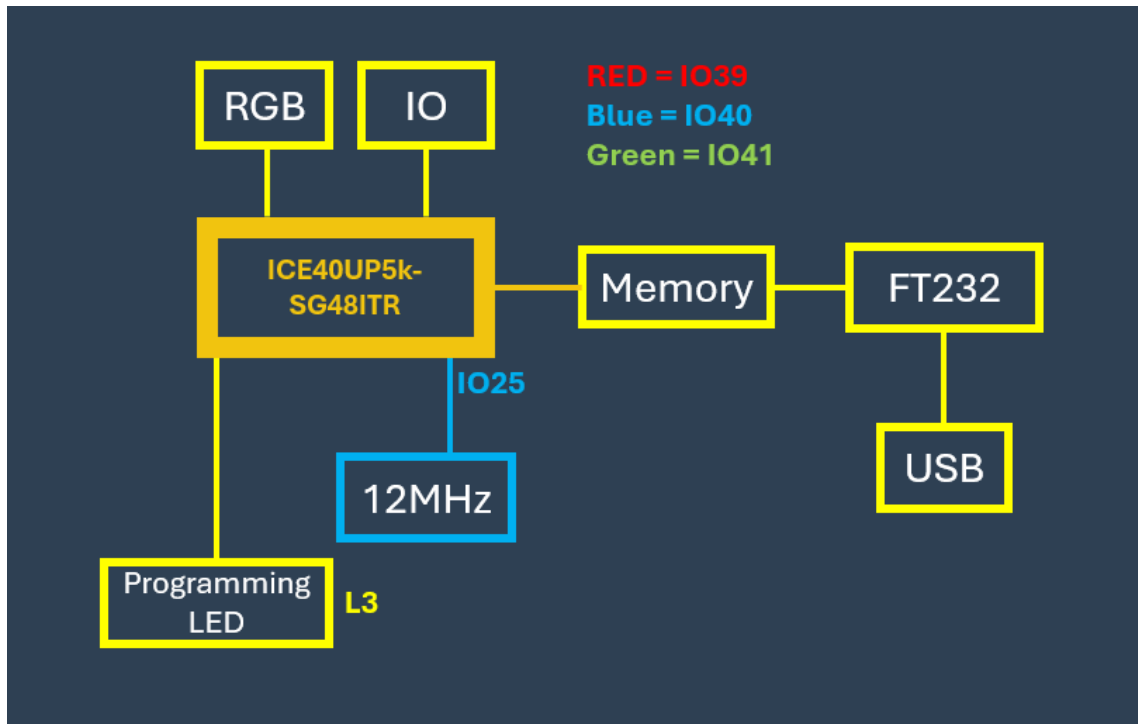 RGB
IO
RED = IO39
Blue = IO40
Green = IO41
ICE40UP5k-
SG48ITR
Memory
FT232
IO25
12MHz
USB
Programming
LED
L3